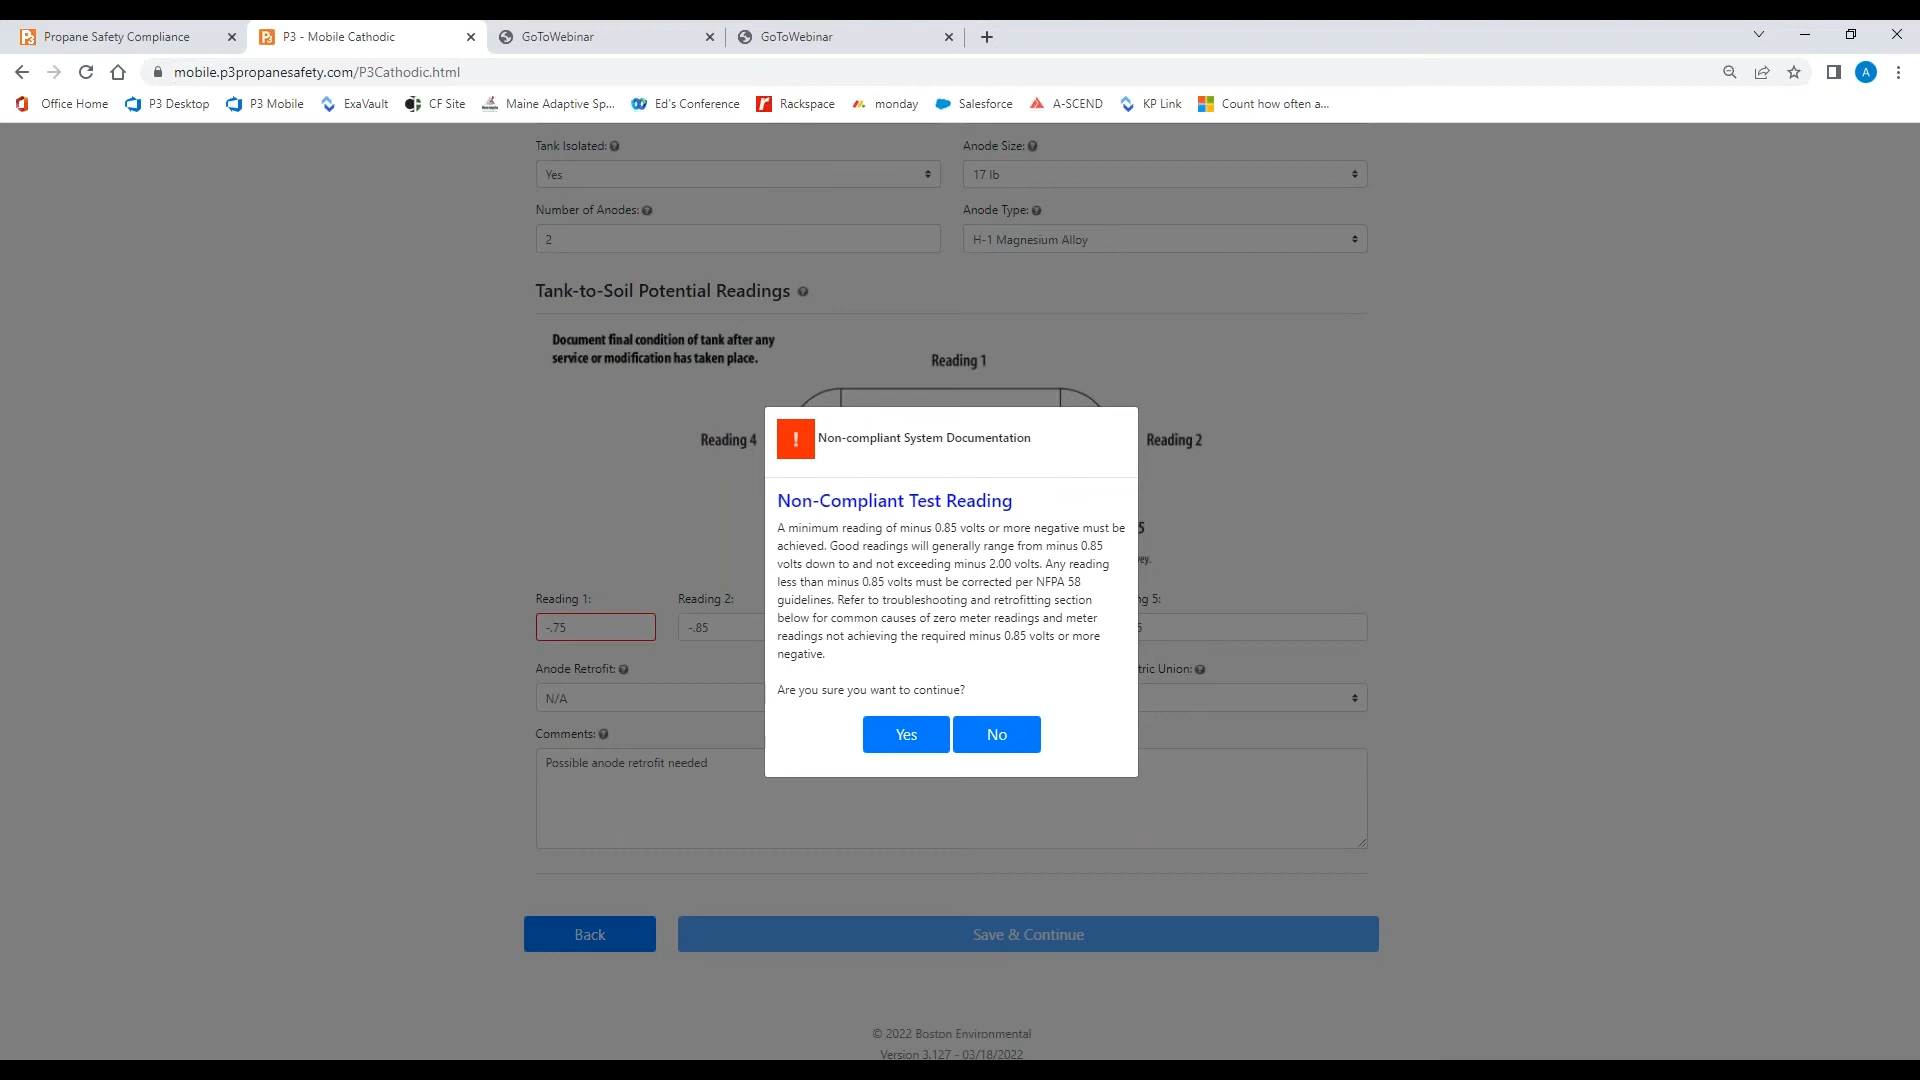 Propane Safety Compliance
P3 - Mobile Cathodic
GoToWebinar
GoToWebinar
mobile.p3propanesafety.com/P3Cathodic.html
A
Office Home
P3 Desktop
P3 Mobile
ExaVault
CF Site
Maine Adaptive Sp...
Ed's Conference
Rackspace
monday
Salesforce
A-SCEND
KP Link
Count how often a...
Tank Isolated:
Anode Size:
Yes
17 lb
Number of Anodes:
Anode Type:
2
H-1 Magnesium Alloy
Tank-to-Soil Potential Readings
Document final condition of tank after any
service or modification has taken place.
Reading 1
Reading 4
Reading 2
Non-compliant System Documentation
Non-Compliant Test Reading
A minimum reading of minus 0.85 volts or more negative must be
achieved. Good readings will generally range from minus 0.85
volts down to and not exceeding minus 2.00 volts. Any reading
less than minus 0.85 volts must be corrected per NFPA 58
guidelines. Refer to troubleshooting and retrofitting section
below for common causes of zero meter readings and meter
readings not achieving the required minus 0.85 volts or more
negative.
Are you sure you want to continue?
Yes
No
5
vey.
Reading 1:
Reading 2:
ng 5:
-.75
-.85
5
Anode Retrofit:
tric Union:
N/A
Comments:
Possible anode retrofit needed
Back
Save & Continue
© 2022 Boston Environmental
Version 3.127 - 03/18/2022